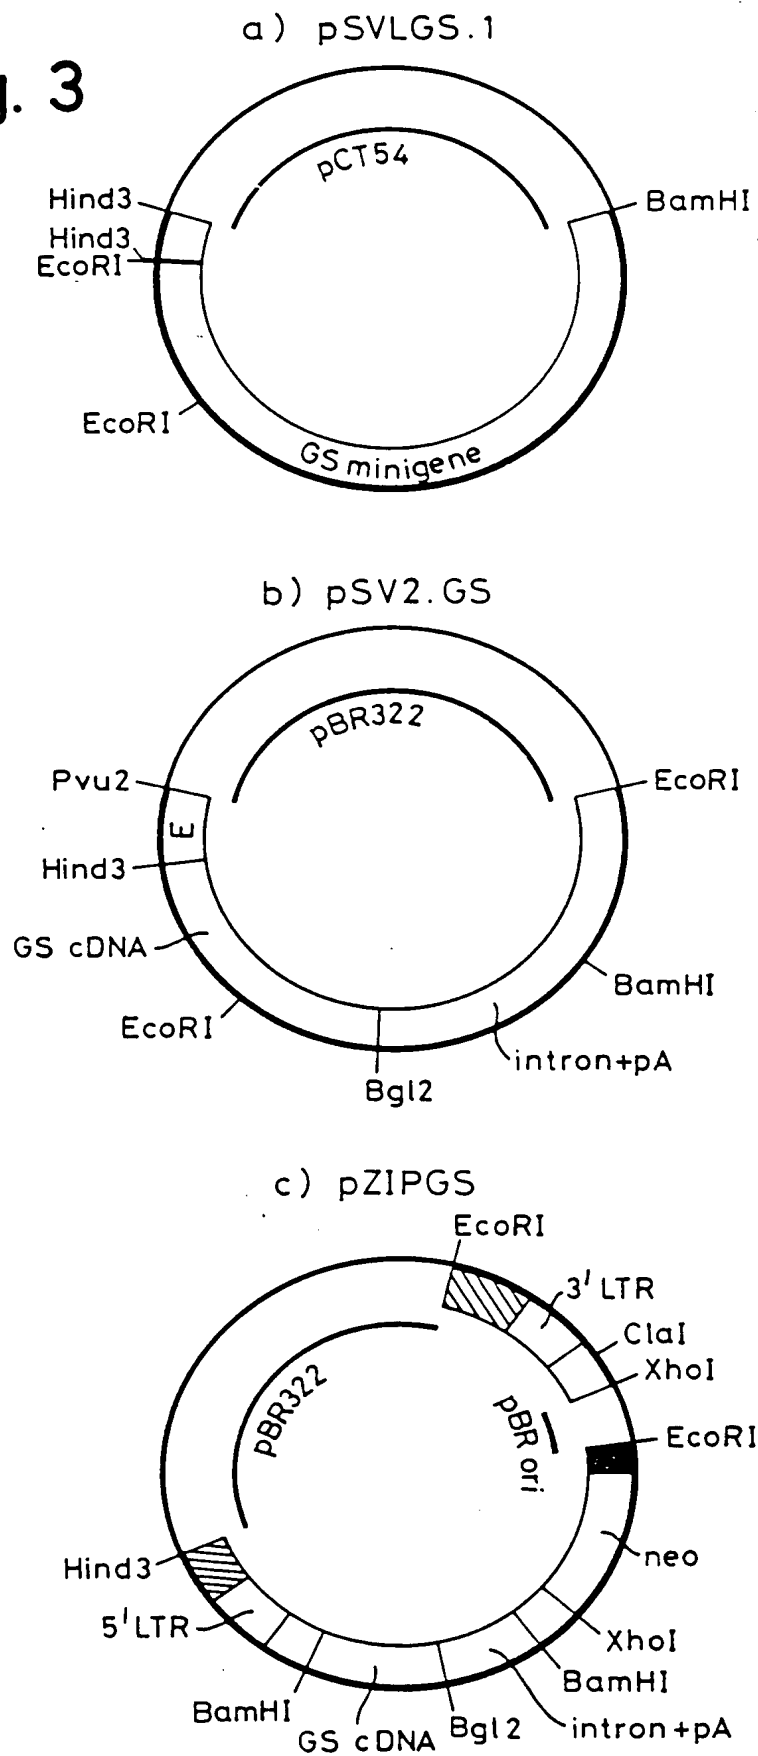 a) pSVLGS.1
g. 3
pCT54
Hind3
BamHI
Hind3
EcoRI
EcoRI
GS minigene
b) pSV2.GS
pBR322
Pvu2
EcoRI
E
Hind3
GS cDNA
BamHI
EcoRI
intron+pA
Bgl2
c) pZIPGS
EcoRI
3' LTR
ClaI
XhoI
pBR322
pBR ori
EcoRI
neo
Hind3
5' LTR
XhoI
BamHI
BamHI
GS cDNA
Bgl2
intron+pA